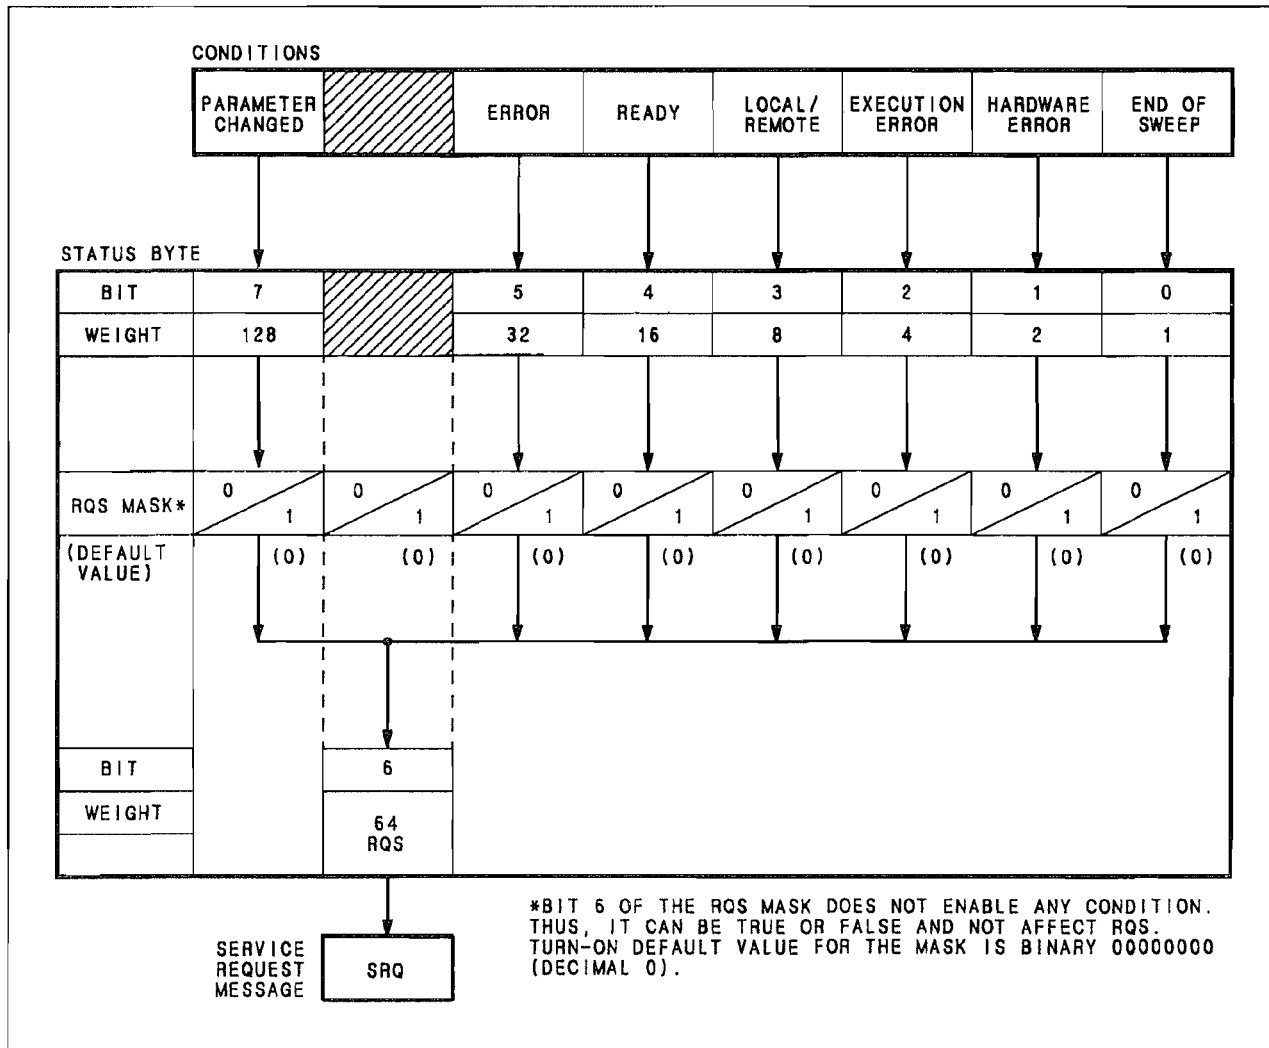 CONDITIONS
PARAMETER CHANGED ERROR READY LOCAL/ REMOTE EXECUTION ERROR HARDWARE ERROR END OF SWEEP
STATUS BYTE
BIT 7 5 4 3 2 1 0
WEIGHT 128 32 16 8 4 2 1
RQS MASK* 0 1 0 1 0 1 0 1 0 1 0 1 0 1 0 1
(DEFAULT VALUE) (0) (0) (0) (0) (0) (0) (0) (0)
BIT 6
WEIGHT 64
RQS
*BIT 6 OF THE RQS MASK DOES NOT ENABLE ANY CONDITION.
THUS, IT CAN BE TRUE OR FALSE AND NOT AFFECT RQS.
TURN-ON DEFAULT VALUE FOR THE MASK IS BINARY 00000000
(DECIMAL 0).
SERVICE
REQUEST
MESSAGE
SRQ